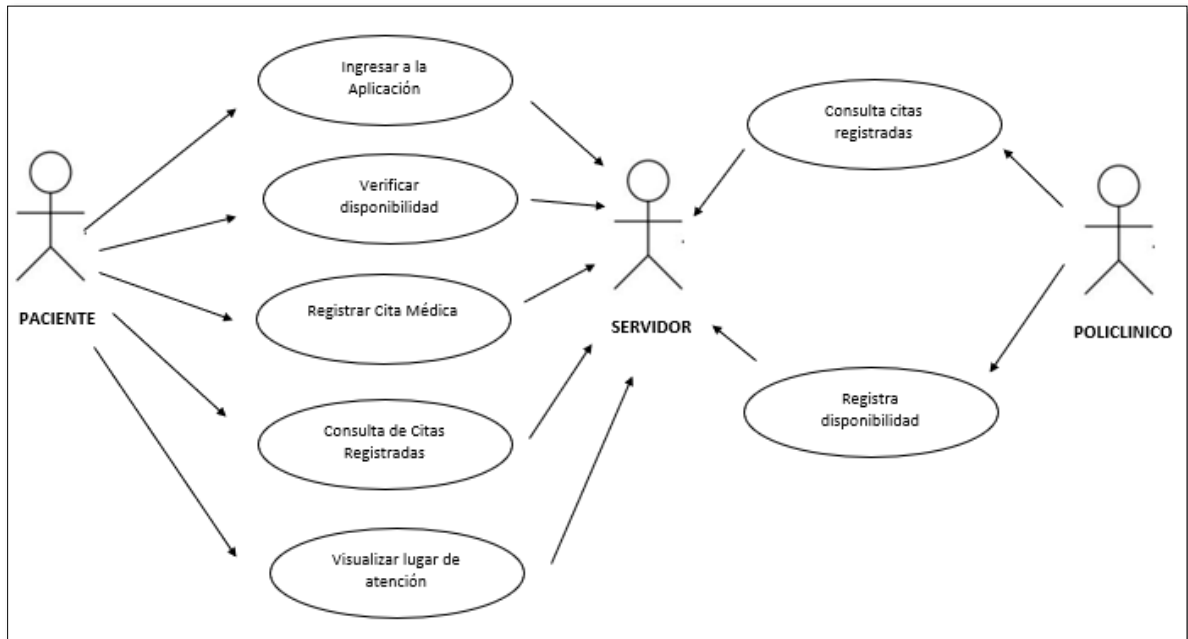 Ingresar a la
Aplicación
Verificar
disponibilidad
Registrar Cita Médica
Consulta de Citas
Registradas
Visualizar lugar de
atención
PACIENTE
SERVIDOR
Consulta citas
registradas
Registra
disponibilidad
POLICLINICO